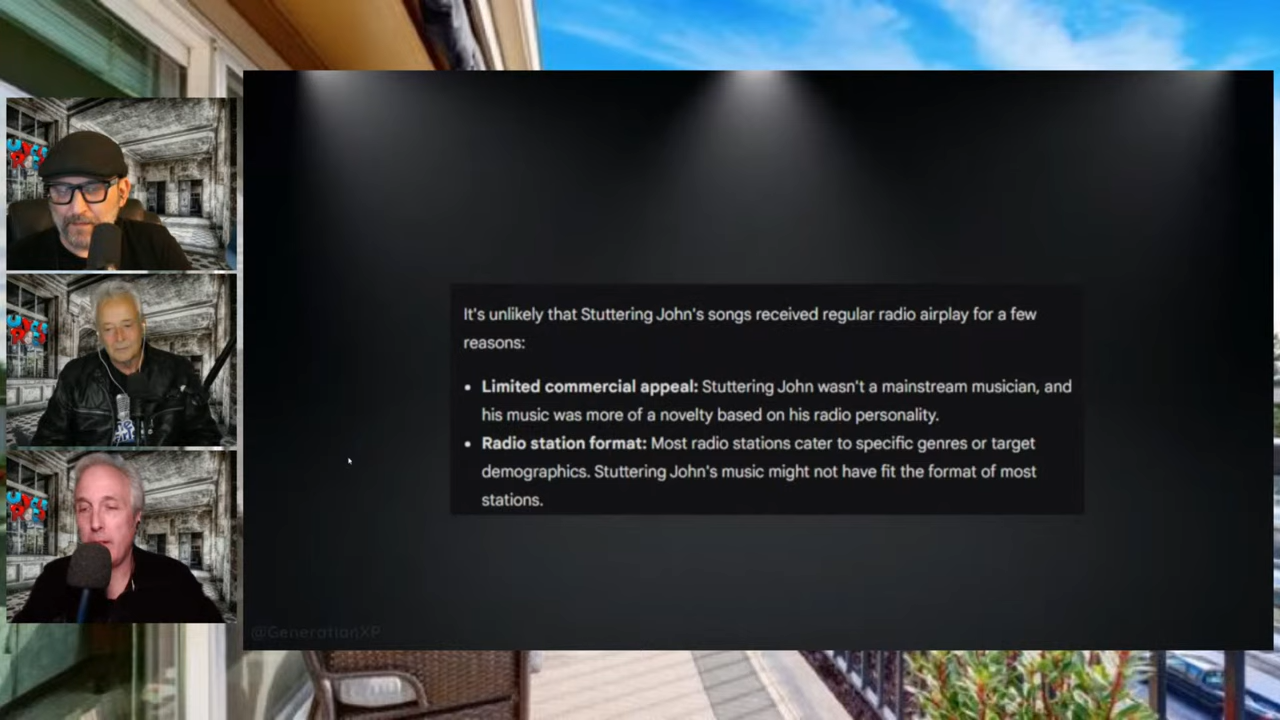 It's unlikely that Stuttering John's songs received regular radio airplay for a few
reasons:
• Limited commercial appeal: Stuttering John wasn't a mainstream musician, and
his music was more of a novelty based on his radio personality.
• Radio station format: Most radio stations cater to specific genres or target
demographics. Stuttering John's music might not have fit the format of most
stations.
@GenerationXP